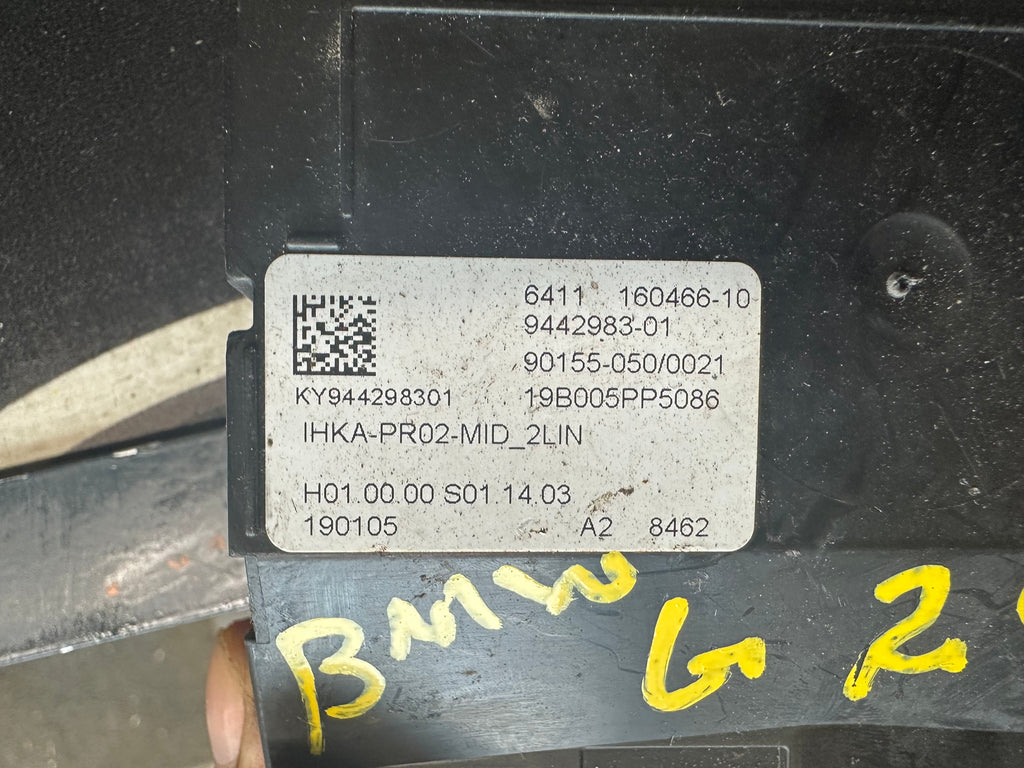 6411 160466-10
9442983-01
90155-050/0021
KY944298301 19B005PP5086
IHKA-PR02-MID_2LIN
H01.00.00 S01.14.03
190105 A2 8462
BMW G 2